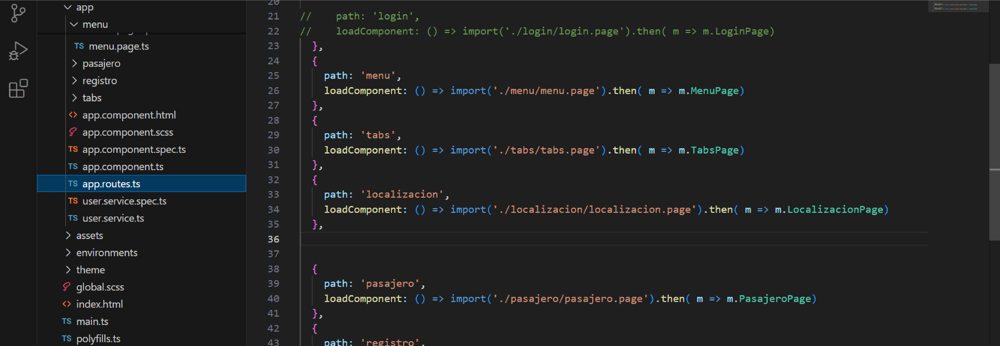 app
menu
TS menu.page.ts
pasajero
registro
tabs
<> app.component.html
app.component.scss
TS app.component.spec.ts
TS app.component.ts
TS app.routes.ts
TS user.service.spec.ts
TS user.service.ts
assets
environments
theme
global.scss
<> index.html
TS main.ts
TS polyfills.ts
20
21 //    path: 'login',
22 //    loadComponent: () => import('./login/login.page').then( m => m.LoginPage)
23   },
24   {
25     path: 'menu',
26     loadComponent: () => import('./menu/menu.page').then( m => m.MenuPage)
27   },
28   {
29     path: 'tabs',
30     loadComponent: () => import('./tabs/tabs.page').then( m => m.TabsPage)
31   },
32   {
33     path: 'localizacion',
34     loadComponent: () => import('./localizacion/localizacion.page').then( m => m.LocalizacionPage)
35   },
36
37
38   {
39     path: 'pasajero',
40     loadComponent: () => import('./pasajero/pasajero.page').then( m => m.PasajeroPage)
41   },
42   {
43     path: 'registro',